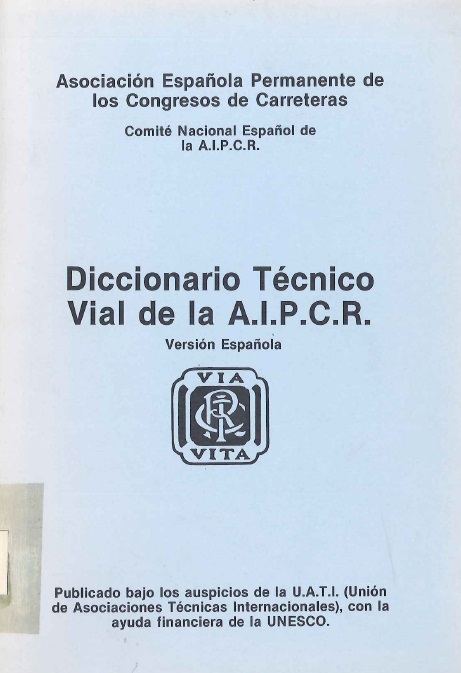 Asociación Española Permanente de
los Congresos de Carreteras
Comité Nacional Español de
la A.I.P.C.R.
Diccionario Técnico
Vial de la A.I.P.C.R.
Versión Española
VIA
VITA
Publicado bajo los auspicios de la U.A.T.I. (Unión
de Asociaciones Técnicas Internacionales), con la
ayuda financiera de la UNESCO.